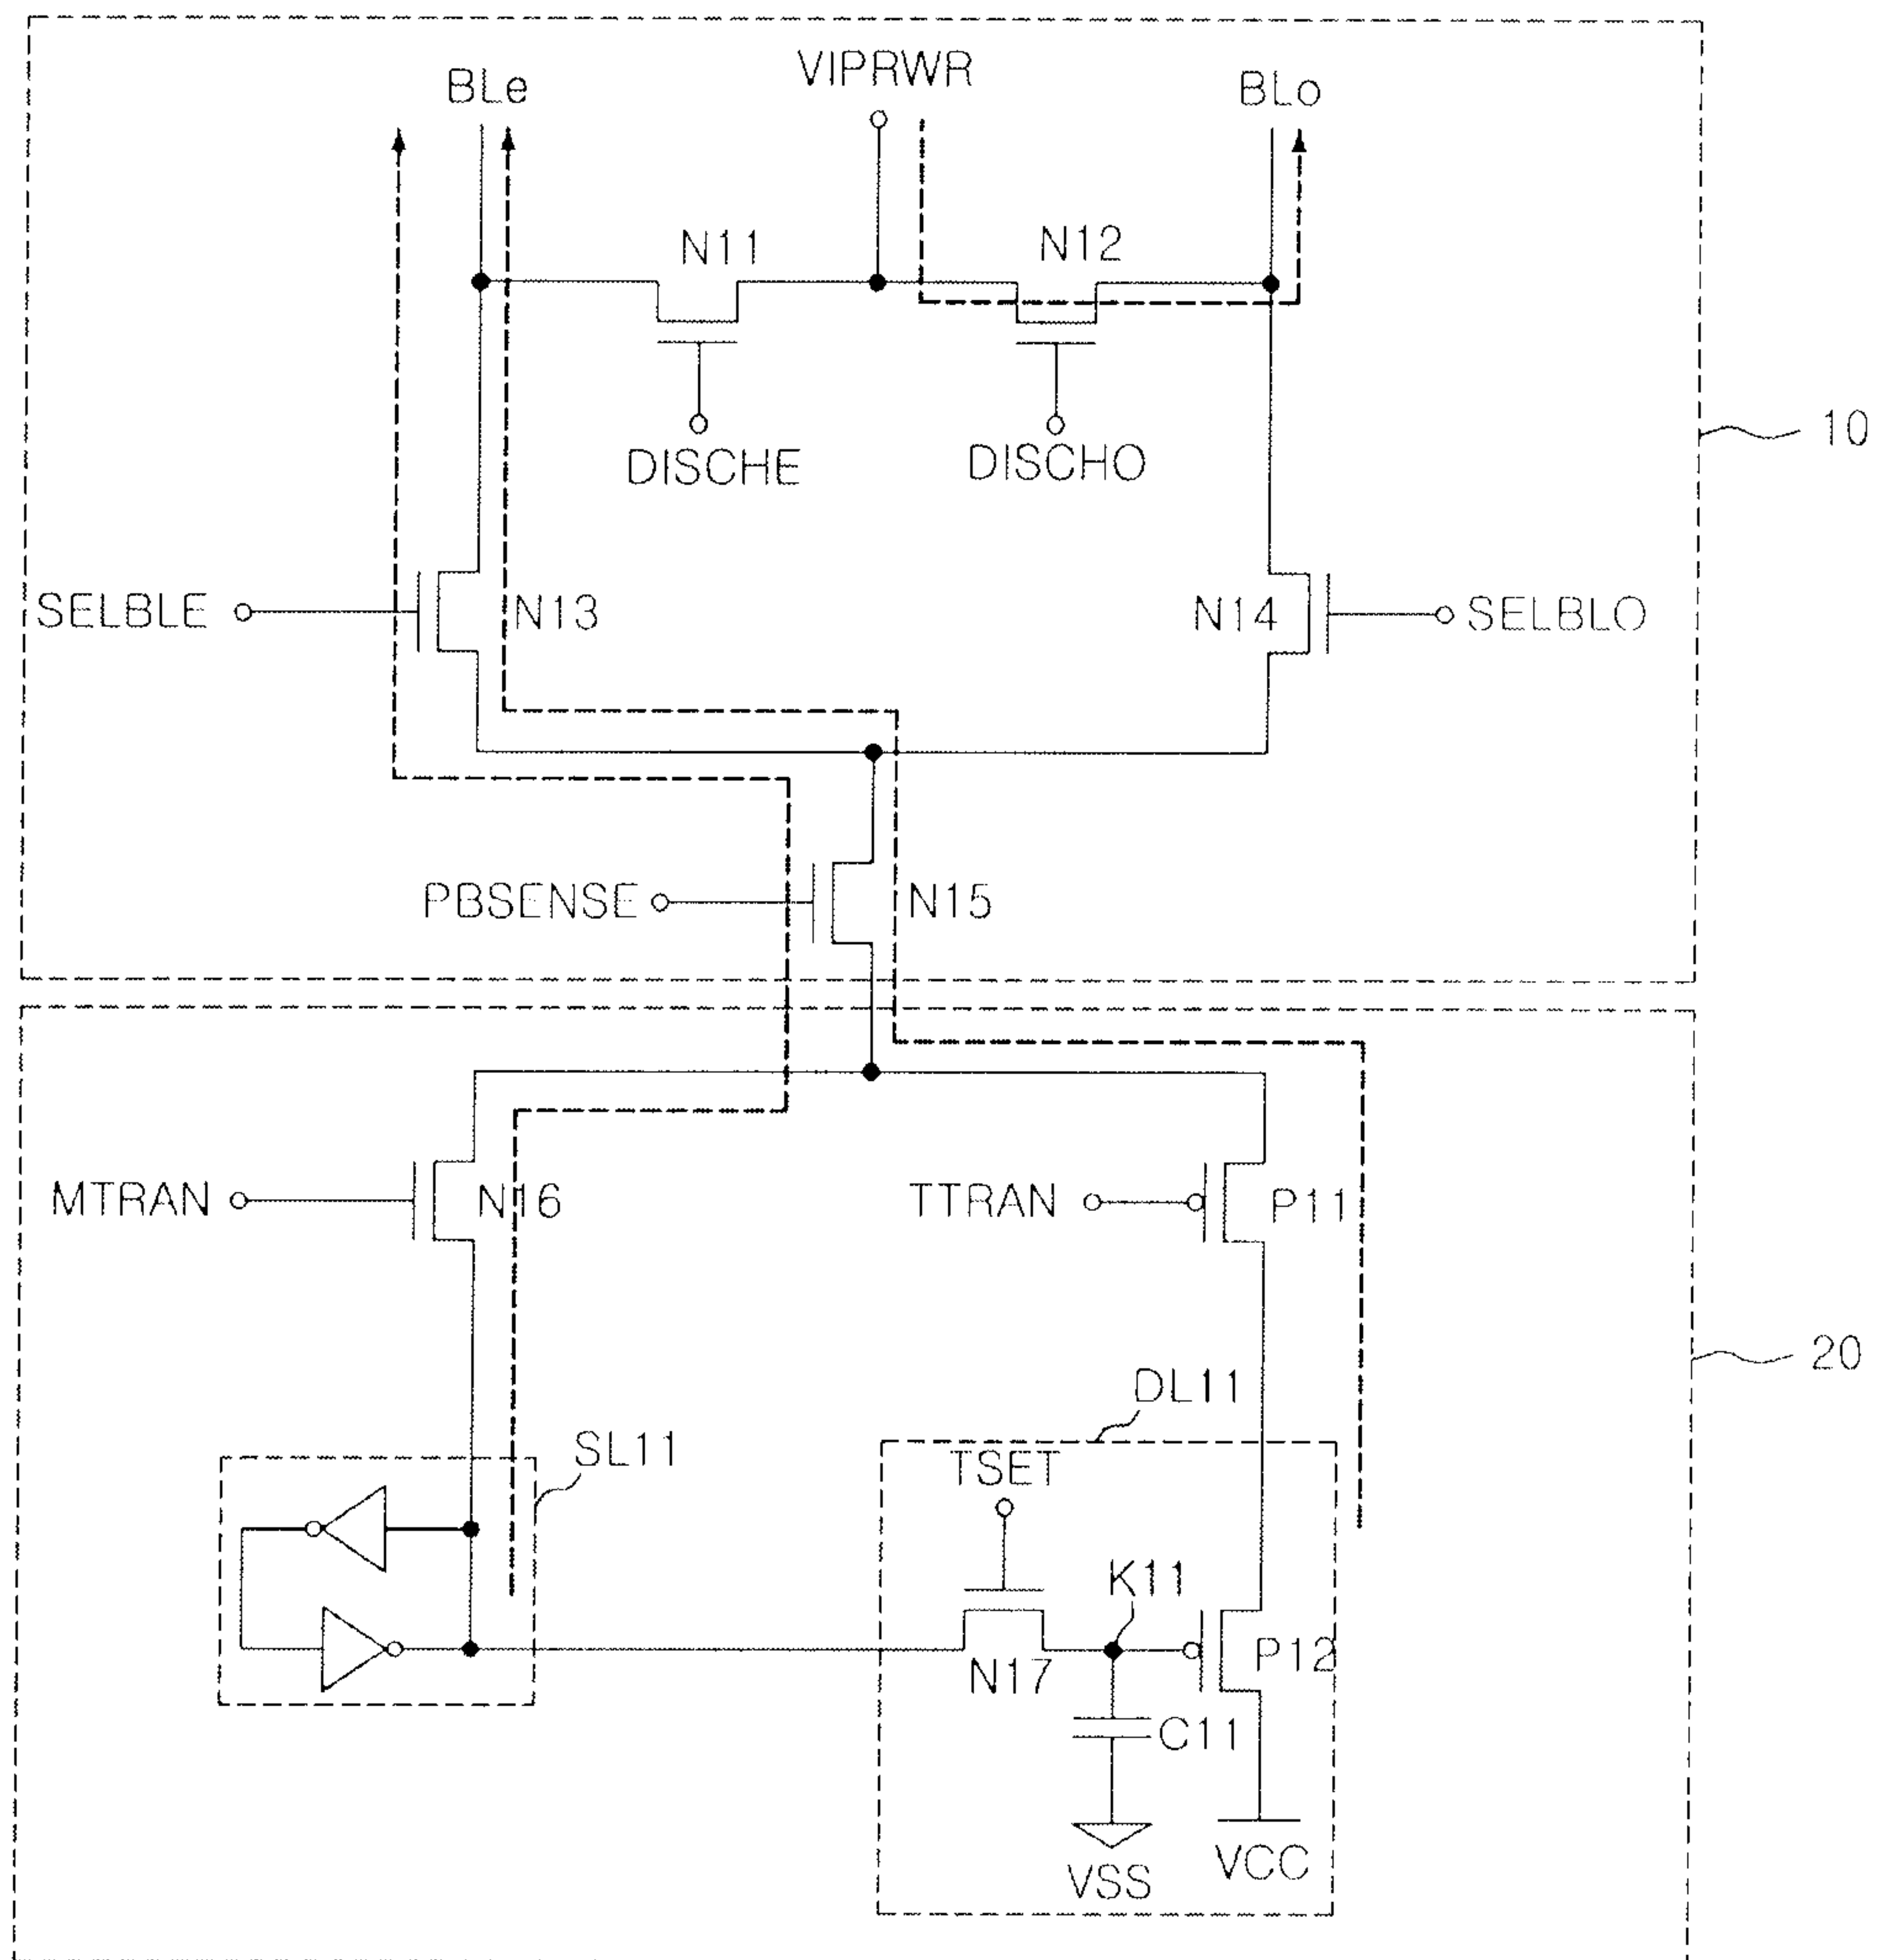 VIPRWR
BLe
BLo
N11
N12
DISCHE
DISCHO
10
SELBLE
N13
N14
SELBLO
PBSENSE
N15
MTRAN
N16
TTRAN
P11
20
DL11
SL11
TSET
K11
N17
P12
C11
VSS
VCC